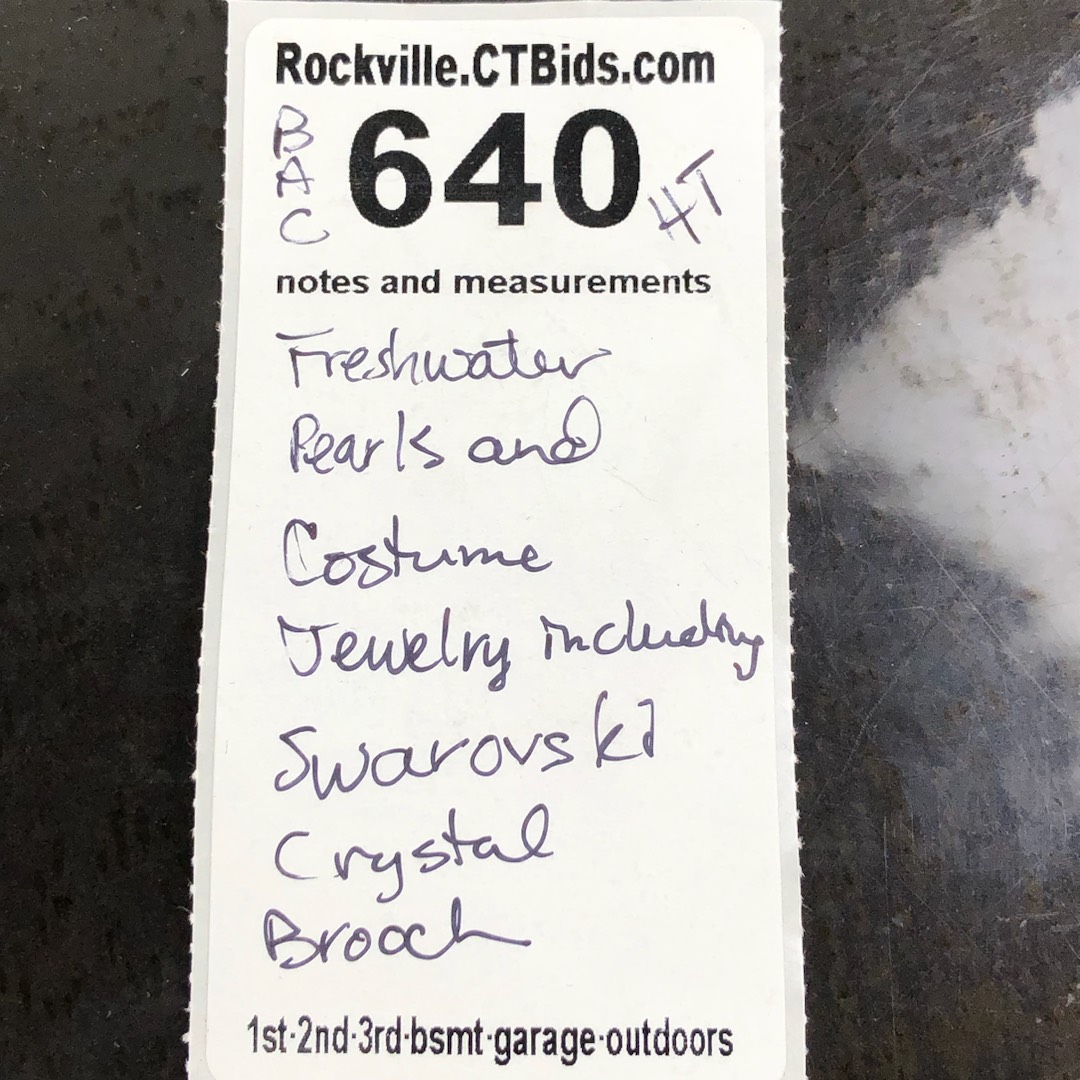 Rockville.CTBids.com
BAC
640
HT
notes and measurements
Freshwater
Pearls and
Costume
Jewelry including
Swarovski
Crystal
Brooch
1st·2nd·3rd·bsmt·garage·outdoors